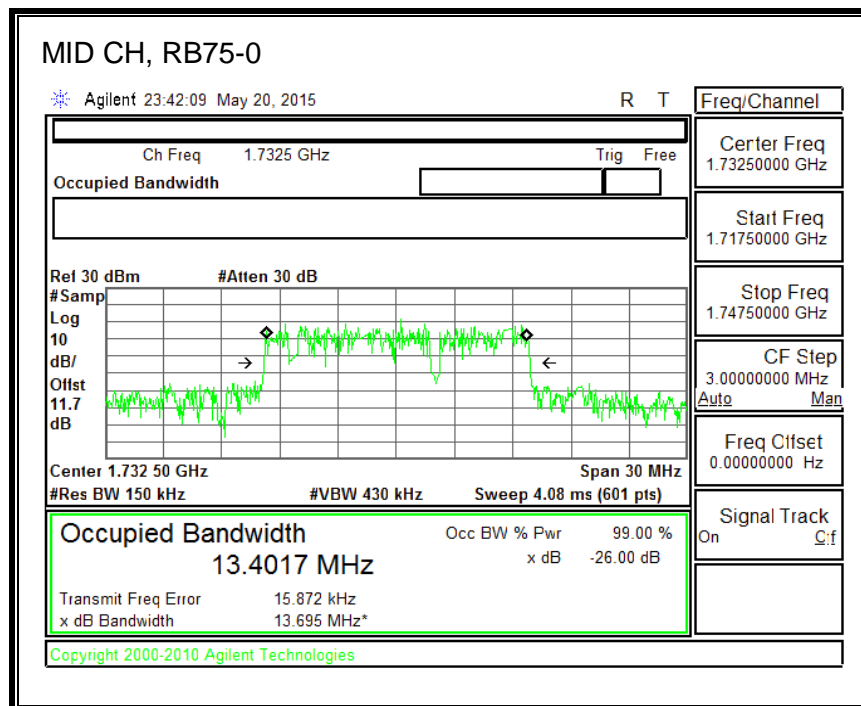 MID CH, RB75-0
Agilent 23:42:09 May 20, 2015 R T
Freq/Channel
Ch Freq 1.7325 GHz Trig Free
Occupied Bandwidth
Center Freq
1.73250000 GHz
Start Freq
1.71750000 GHz
Stop Freq
1.74750000 GHz
CF Step
3.00000000 MHz
Auto Man
Freq Offset
0.00000000 Hz
Signal Track
On Off
Ref 30 dBm #Atten 30 dB
#Samp
Log
10
dB/
Offst
11.7
dB
Center 1.732 50 GHz Span 30 MHz
#Res BW 150 kHz #VBW 430 kHz Sweep 4.08 ms (601 pts)
Occupied Bandwidth
13.4017 MHz
Occ BW % Pwr 99.00 %
x dB -26.00 dB
Transmit Freq Error 15.872 kHz
x dB Bandwidth 13.695 MHz*
Copyright 2000-2010 Agilent Technologies